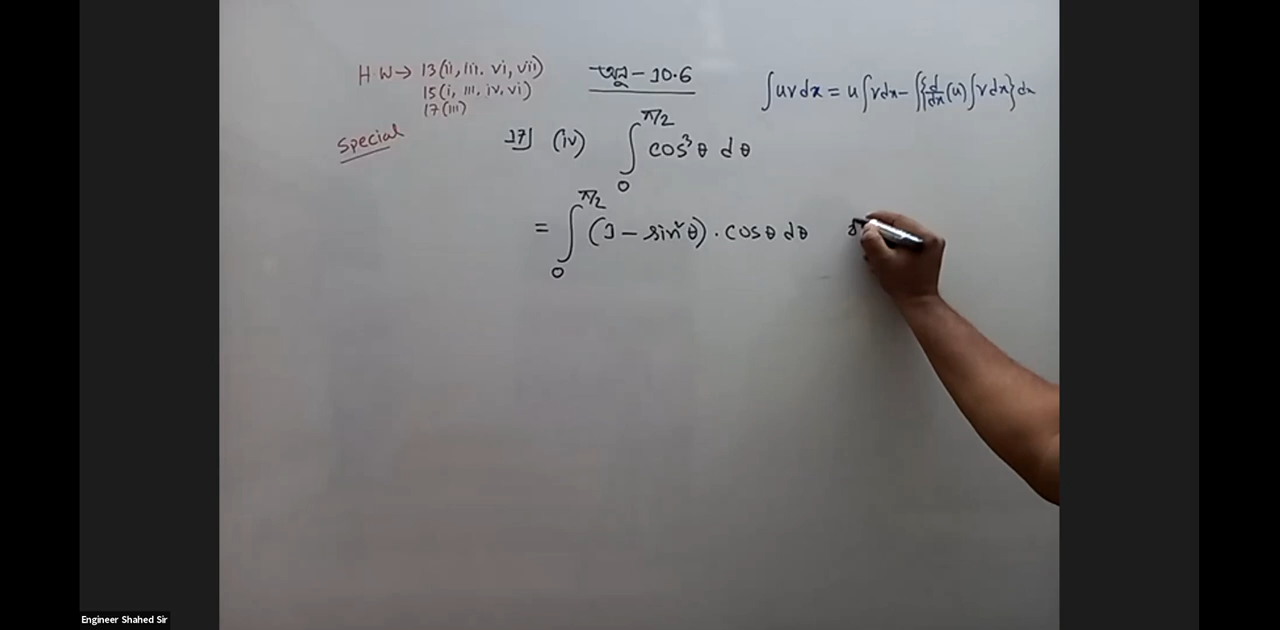 H.W → 13(ii, iii. vi, vii)
15(i, iii, iv, vi)
17(iii)
Special
অনু – 10.6
∫uv dx = u∫v dx – ∫{d/dx (u) ∫v dx} dx
17) (iv) ∫₀^(π/2) cos³θ dθ
= ∫₀^(π/2) (1 – sin²θ) . cosθ dθ
Engineer Shahed Sir